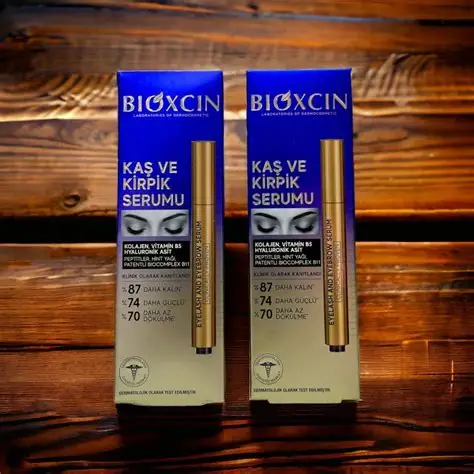 BIOXCIN
LABORATORIES OF DERMOCOSMETIC
KAŞ VE
KİRPİK
SERUMU
KOLAJEN, VİTAMİN B5
HYALURONİK ASİT
PEPTİTLER, HİNT YAĞI,
PATENTLİ BIOCOMPLEX B11
KLİNİK OLARAK KANITLANDI
%87 DAHA KALIN*
%74 DAHA GÜÇLÜ*
%70 DAHA AZ
DÖKÜLME*
EYELASH AND EYEBROW SERUM
DERMATOLOJİK OLARAK TEST EDİLMİŞTİR.
BIOXCIN
LABORATORIES OF DERMOCOSMETIC
KAŞ VE
KİRPİK
SERUMU
KOLAJEN, VİTAMİN B5
HYALURONİK ASİT
PEPTİTLER, HİNT YAĞI,
PATENTLİ BIOCOMPLEX B11
KLİNİK OLARAK KANITLANDI
%87 DAHA KALIN*
%74 DAHA GÜÇLÜ*
%70 DAHA AZ
DÖKÜLME*
EYELASH AND EYEBROW SERUM
DERMATOLOJİK OLARAK TEST EDİLMİŞTİR.